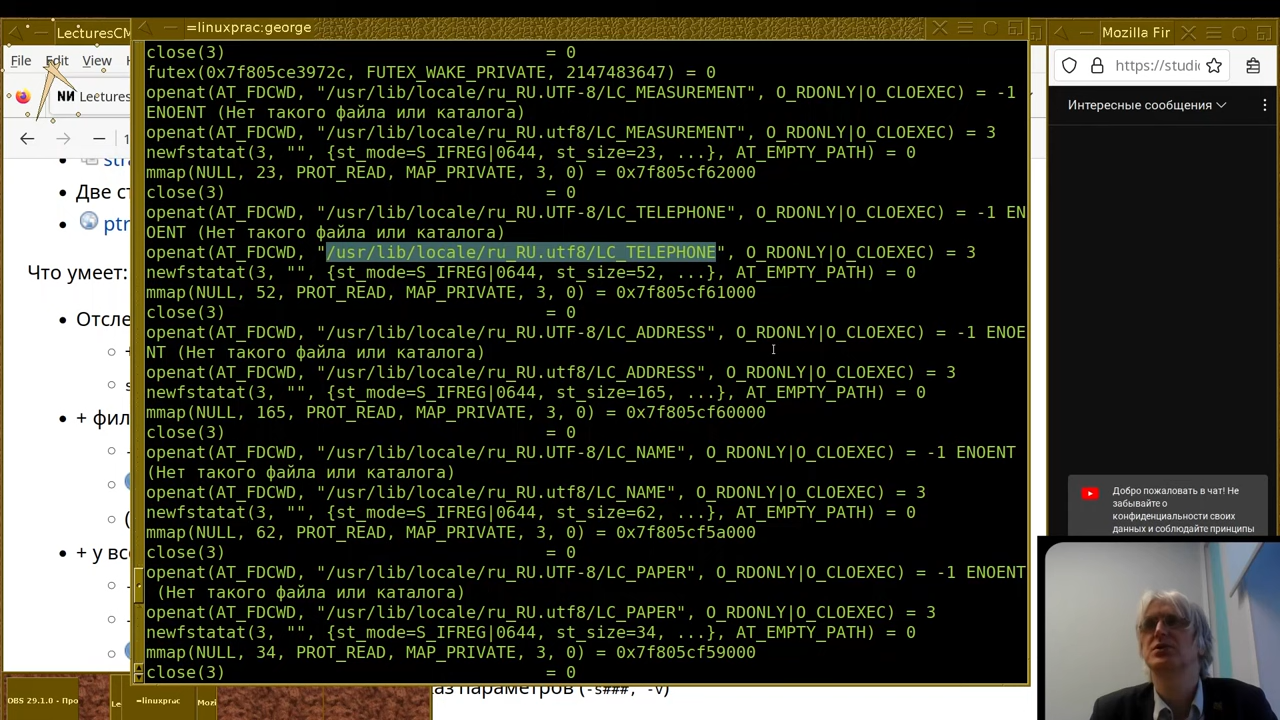 LecturesCM
=linuxprac:george
Mozilla Fir
File Edit View
Lectures
https://studi
Интересные сообщения
stra
Две ст
ptr
Что умеет:
Отсле
+
s
+ фил
-
(
+ у все
-
-
close(3) = 0
futex(0x7f805ce3972c, FUTEX_WAKE_PRIVATE, 2147483647) = 0
openat(AT_FDCWD, "/usr/lib/locale/ru_RU.UTF-8/LC_MEASUREMENT", O_RDONLY|O_CLOEXEC) = -1
ENOENT (Нет такого файла или каталога)
openat(AT_FDCWD, "/usr/lib/locale/ru_RU.utf8/LC_MEASUREMENT", O_RDONLY|O_CLOEXEC) = 3
newfstatat(3, "", {st_mode=S_IFREG|0644, st_size=23, ...}, AT_EMPTY_PATH) = 0
mmap(NULL, 23, PROT_READ, MAP_PRIVATE, 3, 0) = 0x7f805cf62000
close(3) = 0
openat(AT_FDCWD, "/usr/lib/locale/ru_RU.UTF-8/LC_TELEPHONE", O_RDONLY|O_CLOEXEC) = -1 EN
OENT (Нет такого файла или каталога)
openat(AT_FDCWD, "/usr/lib/locale/ru_RU.utf8/LC_TELEPHONE", O_RDONLY|O_CLOEXEC) = 3
newfstatat(3, "", {st_mode=S_IFREG|0644, st_size=52, ...}, AT_EMPTY_PATH) = 0
mmap(NULL, 52, PROT_READ, MAP_PRIVATE, 3, 0) = 0x7f805cf61000
close(3) = 0
openat(AT_FDCWD, "/usr/lib/locale/ru_RU.UTF-8/LC_ADDRESS", O_RDONLY|O_CLOEXEC) = -1 ENOE
NT (Нет такого файла или каталога)
openat(AT_FDCWD, "/usr/lib/locale/ru_RU.utf8/LC_ADDRESS", O_RDONLY|O_CLOEXEC) = 3
newfstatat(3, "", {st_mode=S_IFREG|0644, st_size=165, ...}, AT_EMPTY_PATH) = 0
mmap(NULL, 165, PROT_READ, MAP_PRIVATE, 3, 0) = 0x7f805cf60000
close(3) = 0
openat(AT_FDCWD, "/usr/lib/locale/ru_RU.UTF-8/LC_NAME", O_RDONLY|O_CLOEXEC) = -1 ENOENT
(Нет такого файла или каталога)
openat(AT_FDCWD, "/usr/lib/locale/ru_RU.utf8/LC_NAME", O_RDONLY|O_CLOEXEC) = 3
newfstatat(3, "", {st_mode=S_IFREG|0644, st_size=62, ...}, AT_EMPTY_PATH) = 0
mmap(NULL, 62, PROT_READ, MAP_PRIVATE, 3, 0) = 0x7f805cf5a000
close(3) = 0
openat(AT_FDCWD, "/usr/lib/locale/ru_RU.UTF-8/LC_PAPER", O_RDONLY|O_CLOEXEC) = -1 ENOENT
(Нет такого файла или каталога)
openat(AT_FDCWD, "/usr/lib/locale/ru_RU.utf8/LC_PAPER", O_RDONLY|O_CLOEXEC) = 3
newfstatat(3, "", {st_mode=S_IFREG|0644, st_size=34, ...}, AT_EMPTY_PATH) = 0
mmap(NULL, 34, PROT_READ, MAP_PRIVATE, 3, 0) = 0x7f805cf59000
close(3) = 0
Добро пожаловать в чат! Не
забывайте о
конфиденциальности своих
данных и соблюдайте принципы
аз параметров (-s###, -v)
DBS 29.1.0 - Про
Le
=linuxprac
Mozi